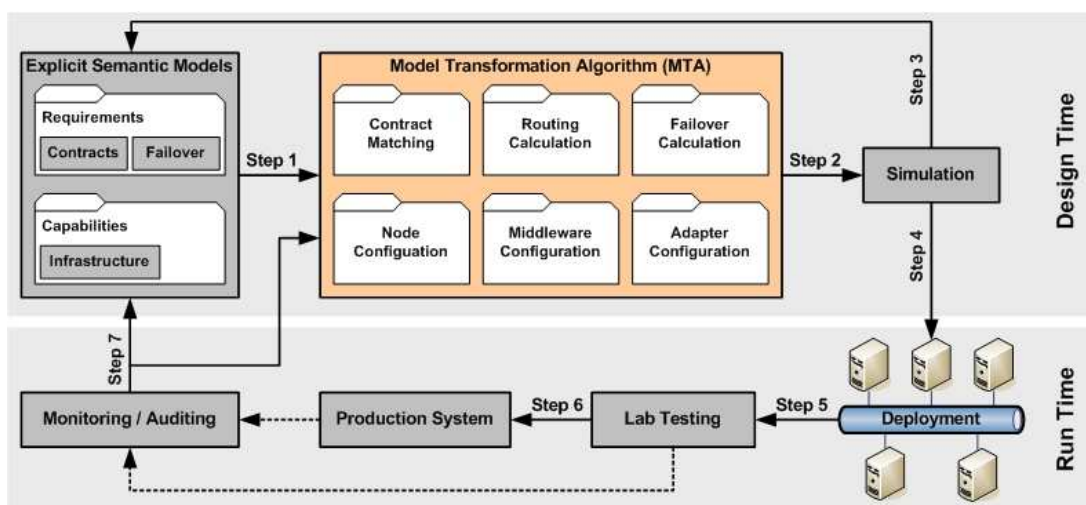 Explicit Semantic Models
Requirements
Contracts
Failover
Capabilities
Infrastructure
Step 1
Model Transformation Algorithm (MTA)
Contract
Matching
Routing
Calculation
Failover
Calculation
Node
Configuation
Middleware
Configuration
Adapter
Configuration
Step 2
Step 3
Simulation
Step 4
Design Time
Step 7
Monitoring / Auditing
Production System
Step 6
Lab Testing
Step 5
Deployment
Run Time